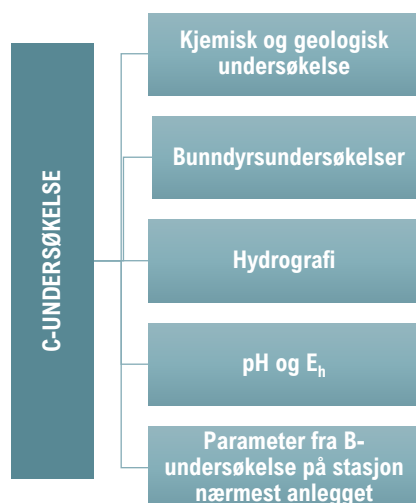 C-UNDERSØKELSE
Kjemisk og geologisk
undersøkelse
Bunndyrsundersøkelser
Hydrografi
pH og Eₕ
Parameter fra B-
undersøkelse på stasjon
nærmest anlegget